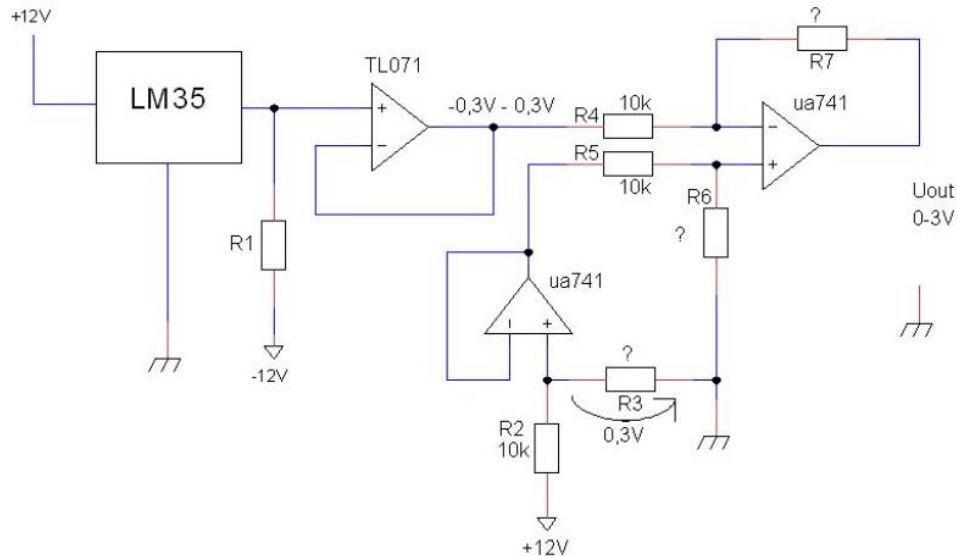 +12V
LM35
TL071
+
-
-0,3V - 0,3V
R1
-12V
10k
R4
R5
10k
?
R7
ua741
-
+
R6
?
Uout
0-3V
ua741
-
+
?
R3
0,3V
R2
10k
+12V